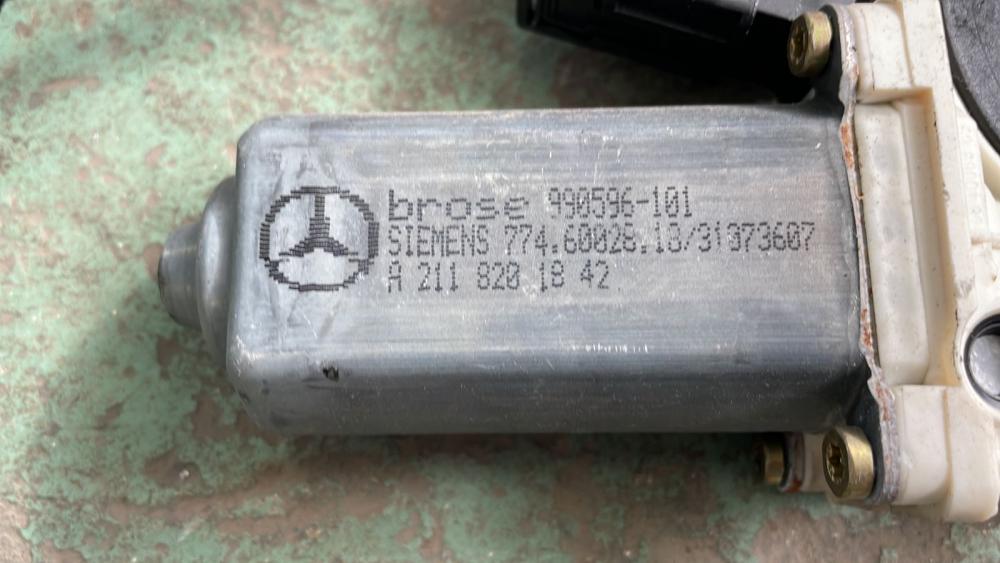 brose 990596-101
SIEMENS 774.60028.18/31373607
A 211 820 18 42